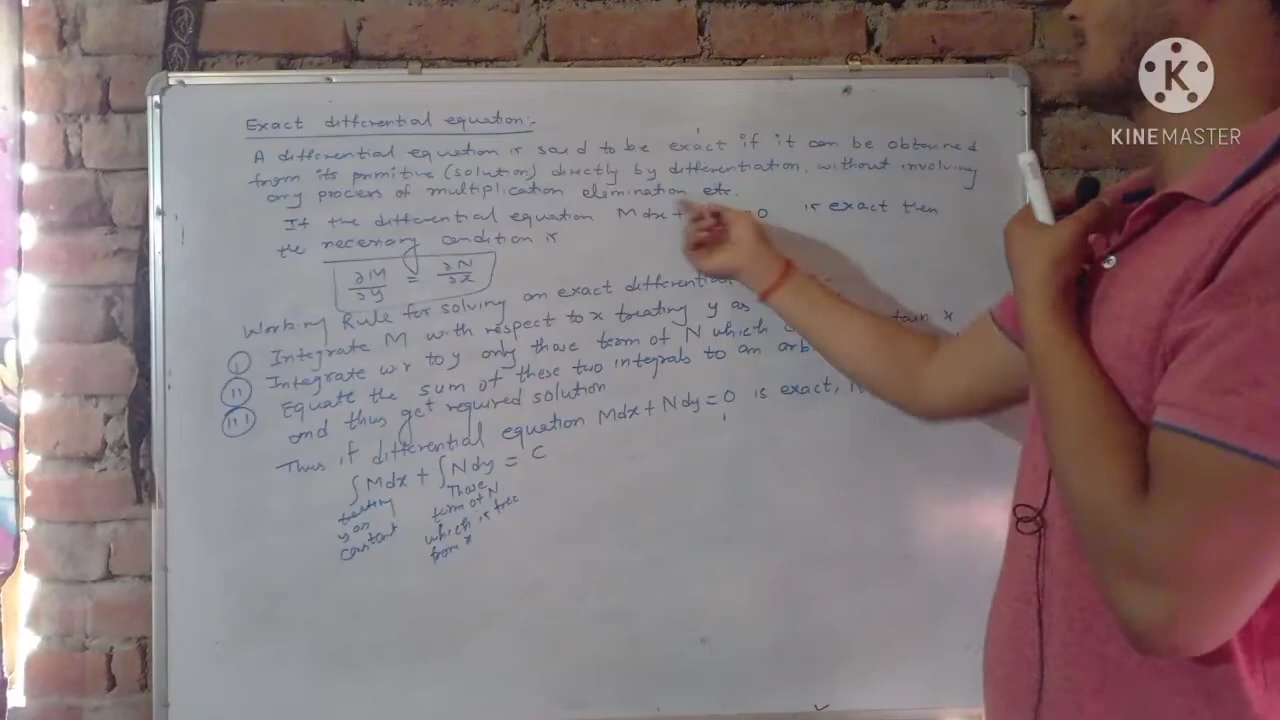 Exact differential equation:-
A differential equation is said to be exact if it can be obtained
from its primitive (solution) directly by differentiation, without involving
any process of multiplication elimination etc.
If the differential equation Mdx + =0 is exact then
the necessary condition is
∂M/∂y = ∂N/∂x
Working Rule for solving an exact differential
(i) Integrate M with respect to x treating y as
(ii) Integrate w.r to y only those term of N which x
(iii) Equate the sum of these two integrals to an
and thus get required solution
Thus if differential equation Mdx + Ndy = 0 is exact,
∫Mdx + ∫Ndy = C
treating y as constant
Those term of N which is free from x
K
KINEMASTER